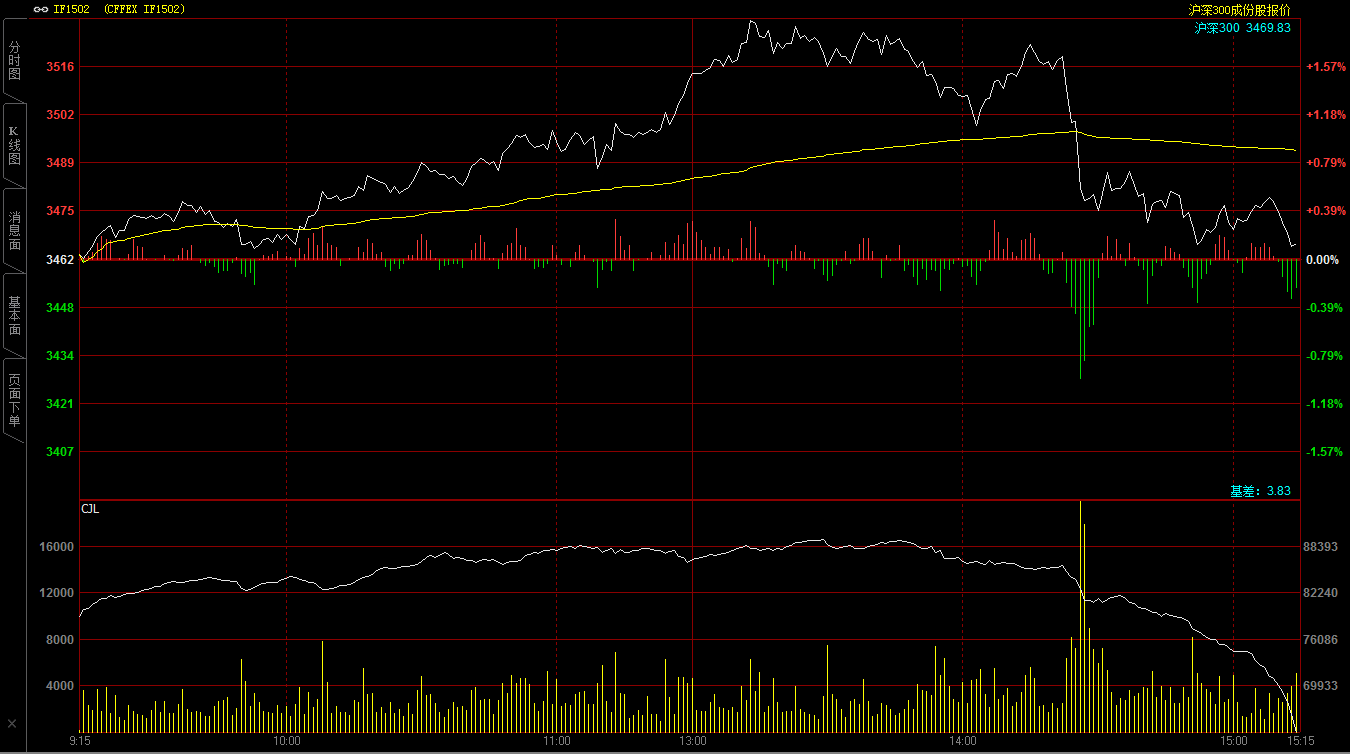 IF1502 (CFFEX IF1502)
沪深300成份股报价
沪深300 3469.83
分时图
K线图
消息面
基本面
页面下单
3516 +1.57%
3502 +1.18%
3489 +0.79%
3475 +0.39%
3462 0.00%
3448 -0.39%
3434 -0.79%
3421 -1.18%
3407 -1.57%
基差: 3.83
CJL
16000 88393
12000 82240
8000 76086
4000 69933
9:15 10:00 11:00 13:00 14:00 15:00 15:15